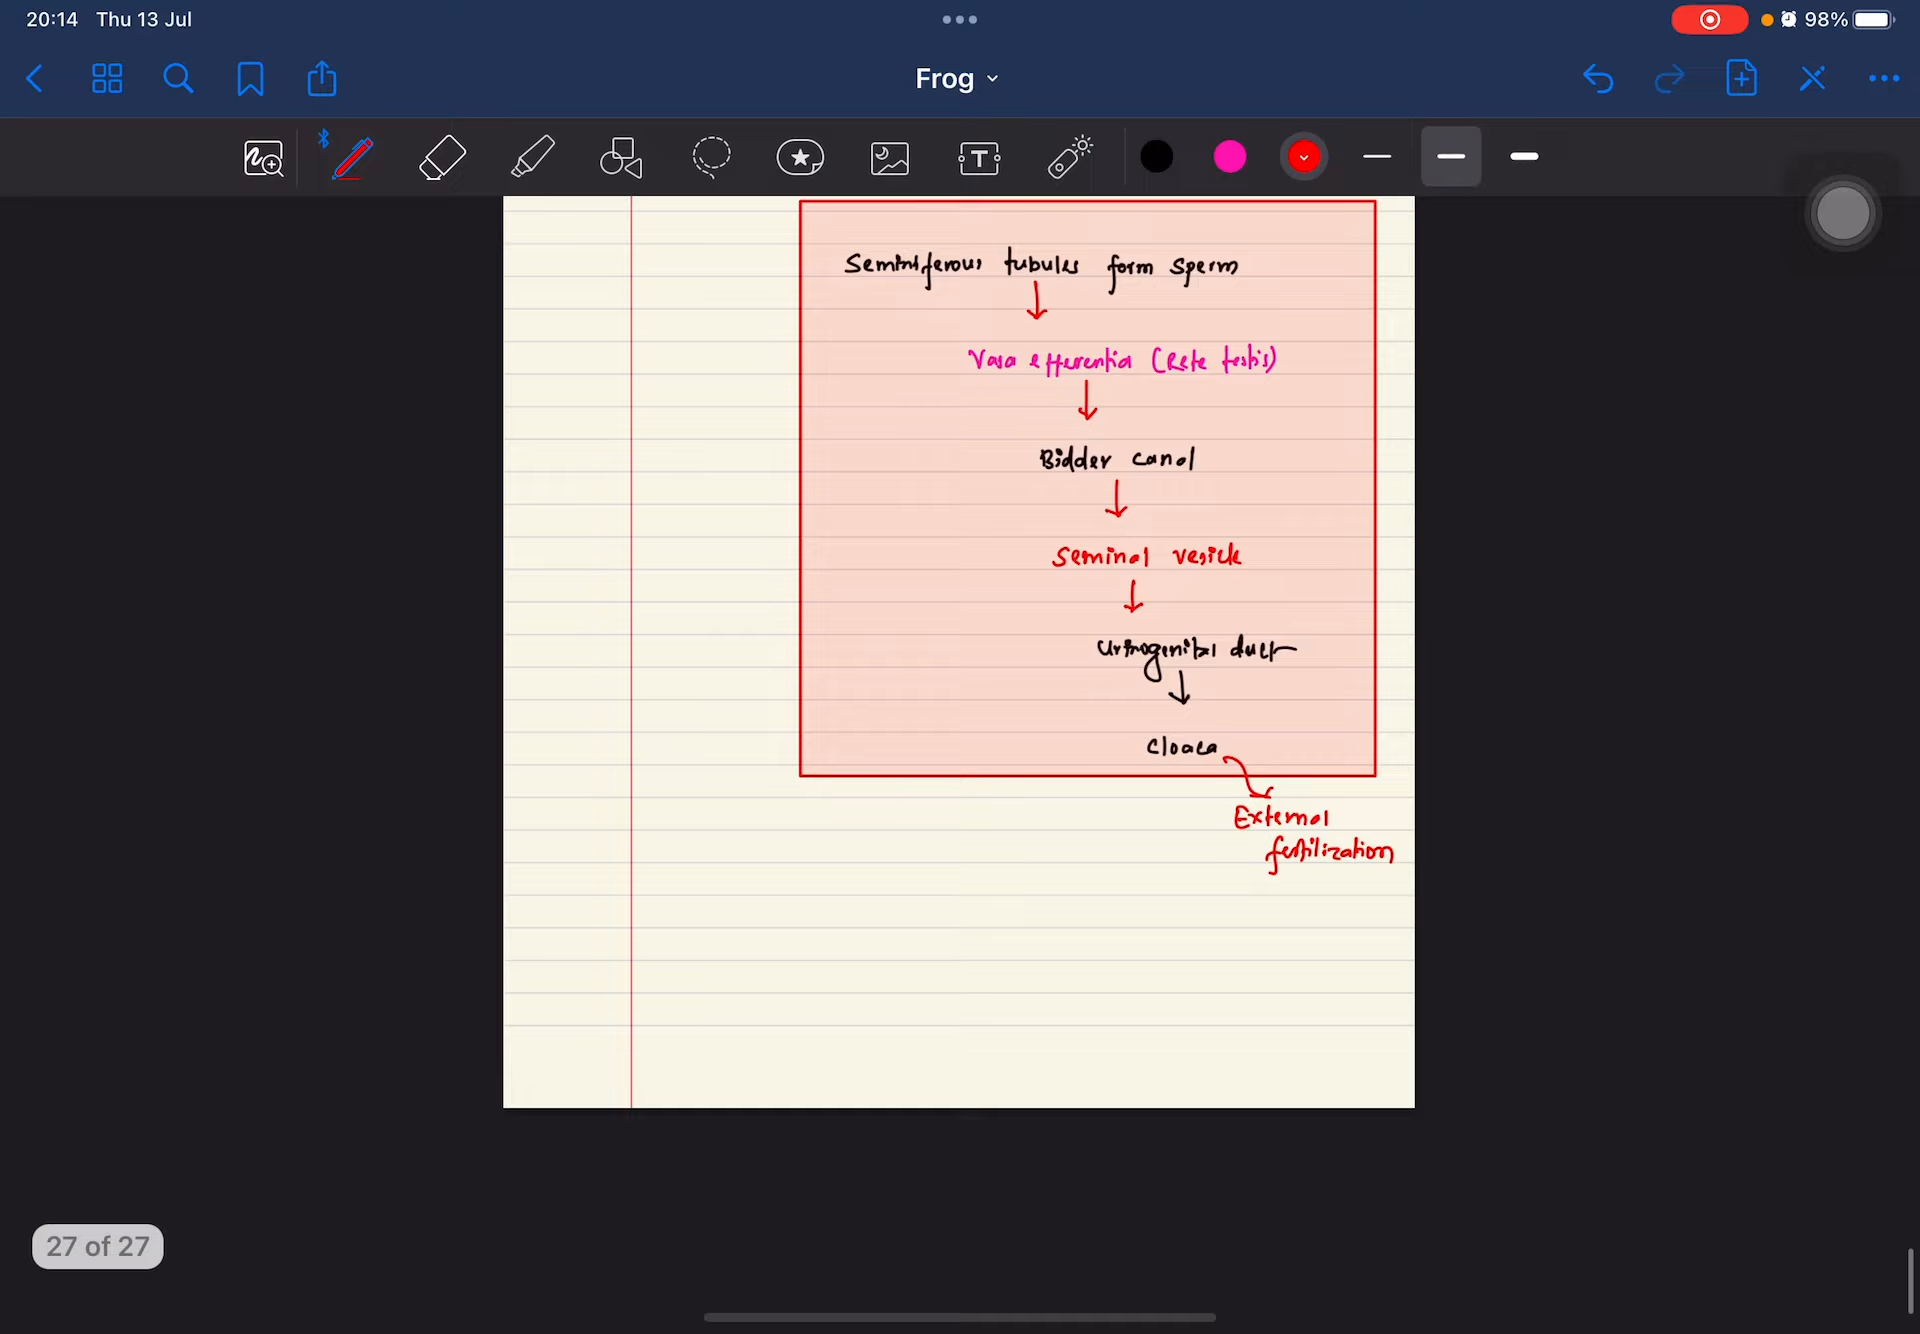 20:14 Thu 13 Jul
98%
Frog
T
Seminiferous tubules form sperm
Vasa efferentia (Rete testis)
Bidder canal
Seminal vesicle
Urinogenital duct
Cloaca
External
fertilization
27 of 27